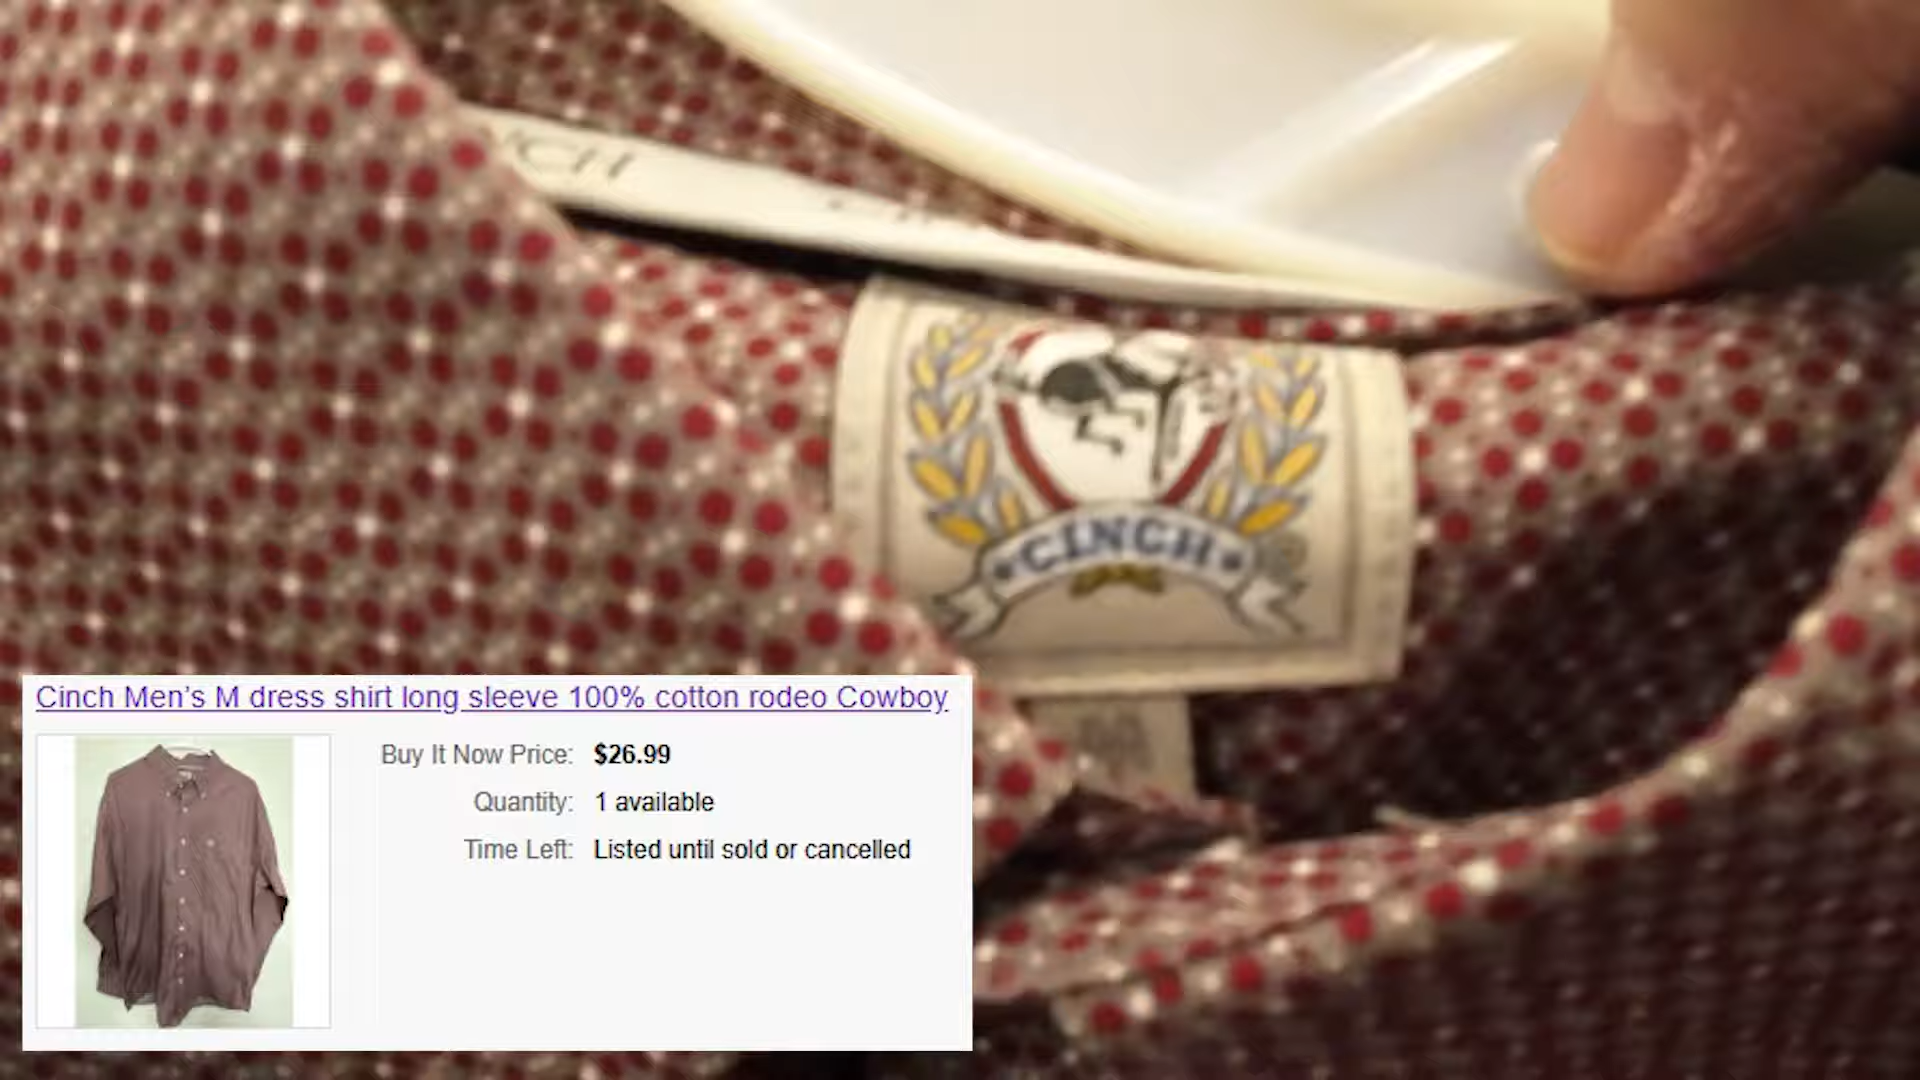 CINCH
Cinch Men’s M dress shirt long sleeve 100% cotton rodeo Cowboy
Buy It Now Price: $26.99
Quantity: 1 available
Time Left: Listed until sold or cancelled